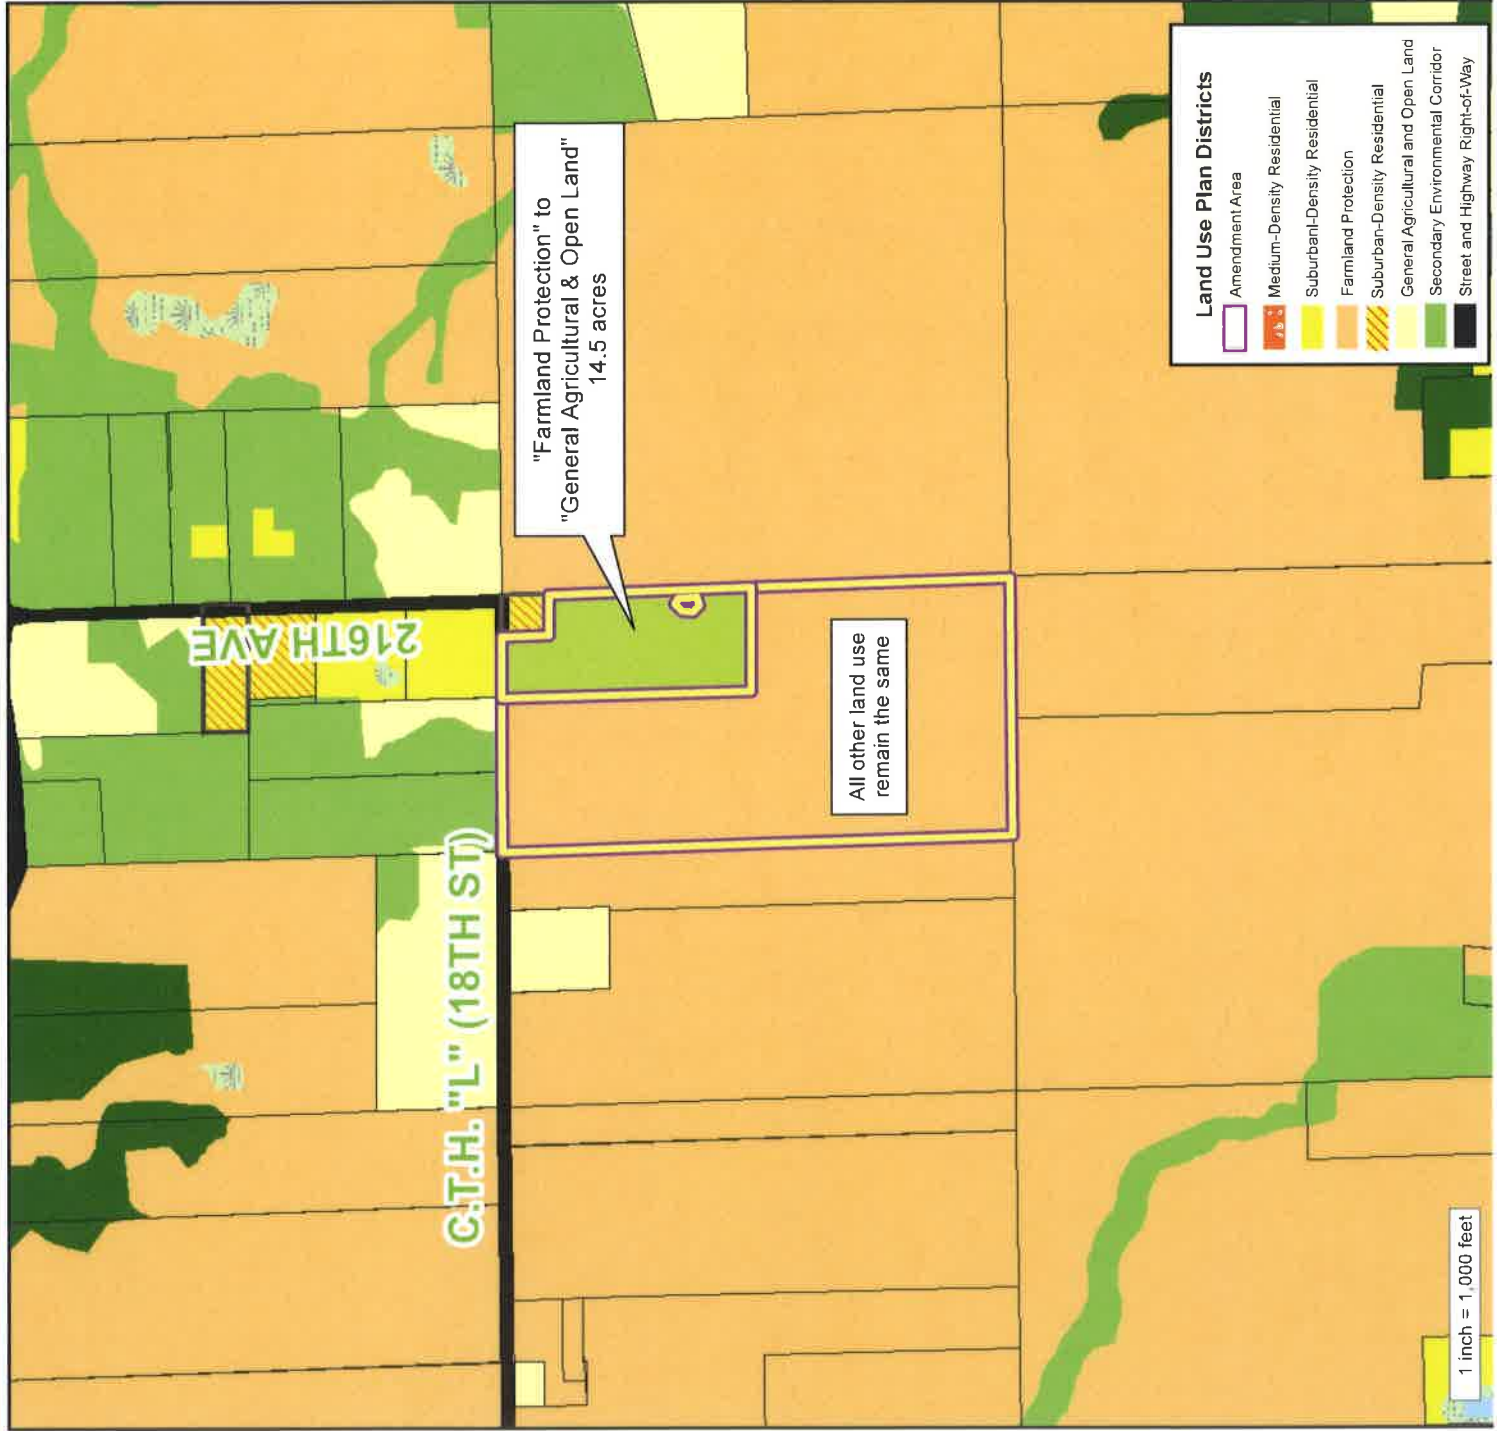 216TH AVE
C.T.H. "L" (18TH ST)
"Farmland Protection" to
"General Agricultural & Open Land"
14.5 acres
All other land use
remain the same
Land Use Plan Districts
Amendment Area
Medium-Density Residential
Suburbanl-Density Residential
Farmland Protection
Suburban-Density Residential
General Agricultural and Open Land
Secondary Environmental Corridor
Street and Highway Right-of-Way
1 inch = 1,000 feet